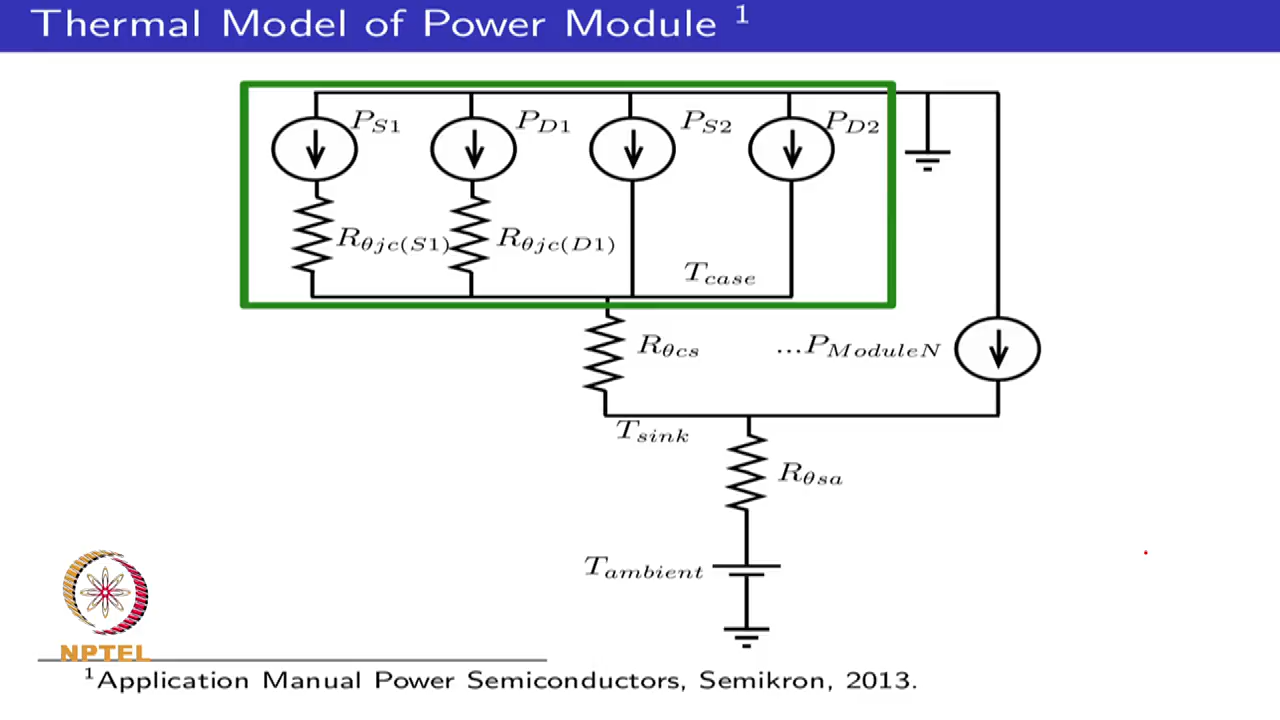 Thermal Model of Power Module 1
PS1 PD1 PS2 PD2
Rθjc(S1) Rθjc(D1)
Tcase
Rθcs ...PModuleN
Tsink
Rθsa
Tambient
NPTEL
1Application Manual Power Semiconductors, Semikron, 2013.